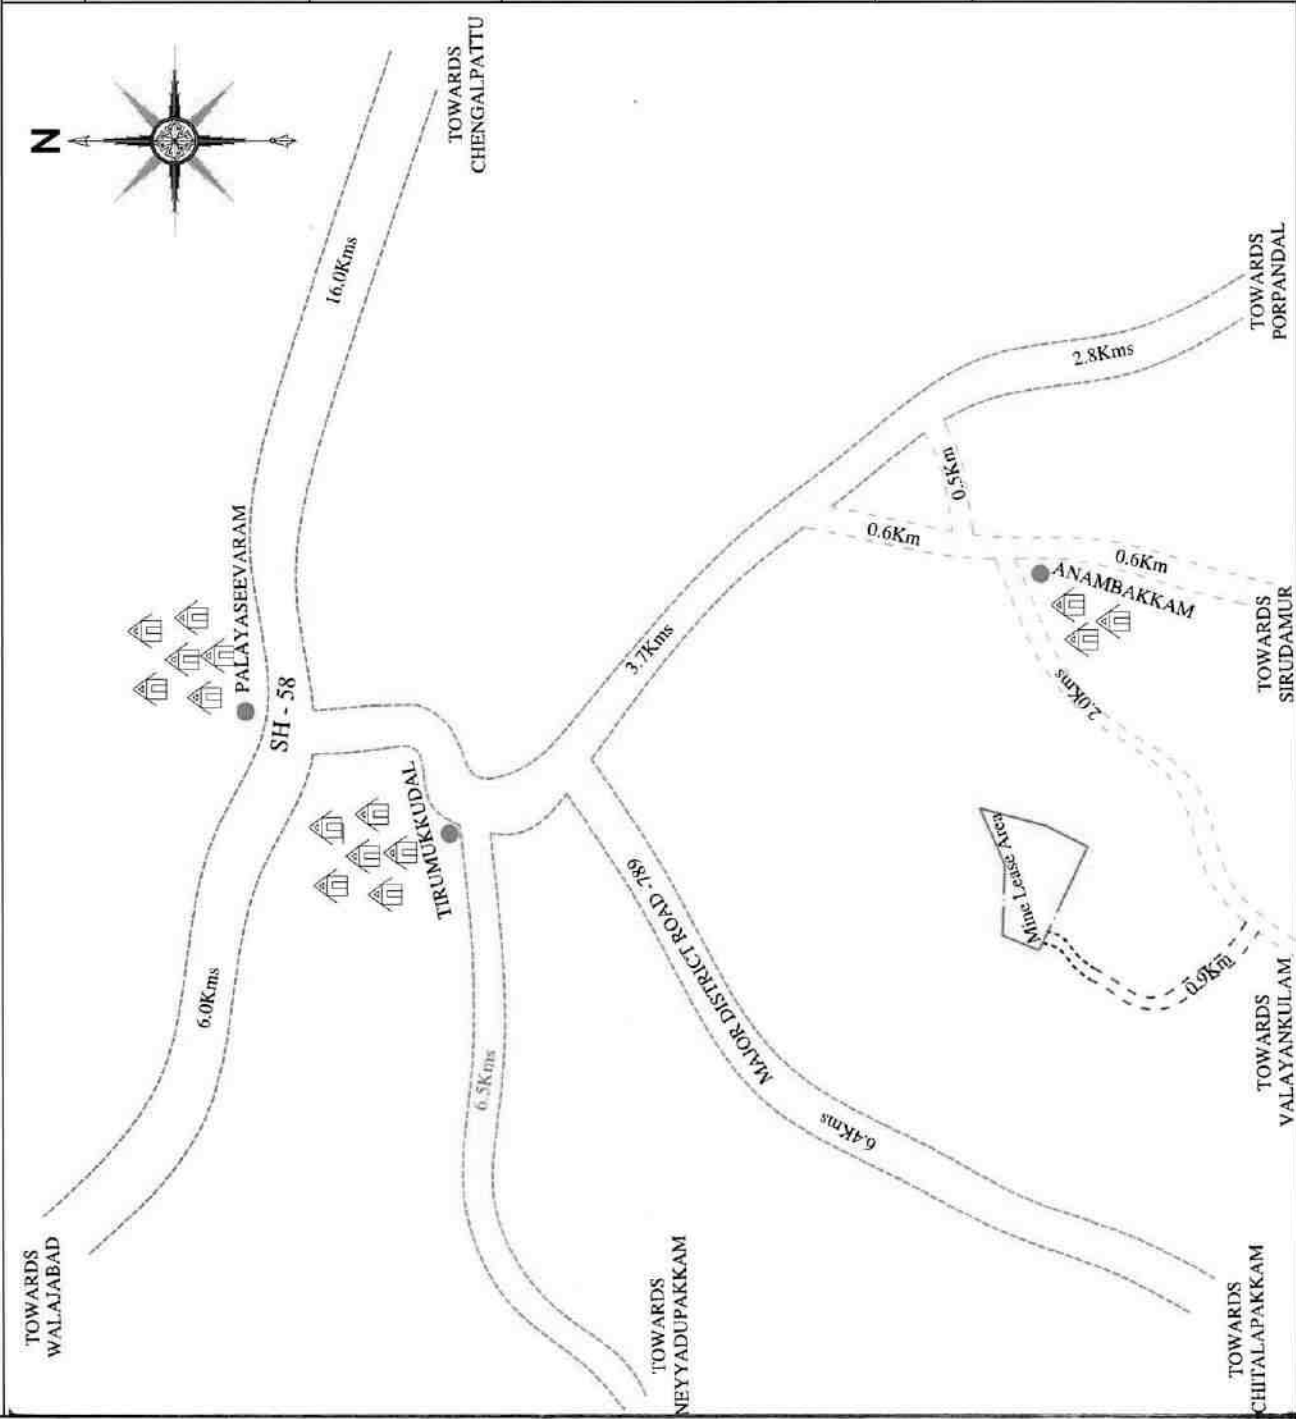 N
TOWARDS
CHENGALPATTU
16.0Kms
PALAYASEEVARAM
SH - 58
TIRUMUKKUDAL
6.0Kms
TOWARDS
WALAJABAD
6.5Kms
TOWARDS
NEYYADUPAKKAM
3.7Kms
MAJOR DISTRICT ROAD -789
6.4Kms
TOWARDS
CHITALAPAKKAM
2.8Kms
TOWARDS
PORPANDAL
0.5Km
0.6Km
0.6Km
ANAMBAKKAM
TOWARDS
SIRUDAMUR
2.0Kms
Mine Lease Area
0.9Km
TOWARDS
VALAYANKULAM